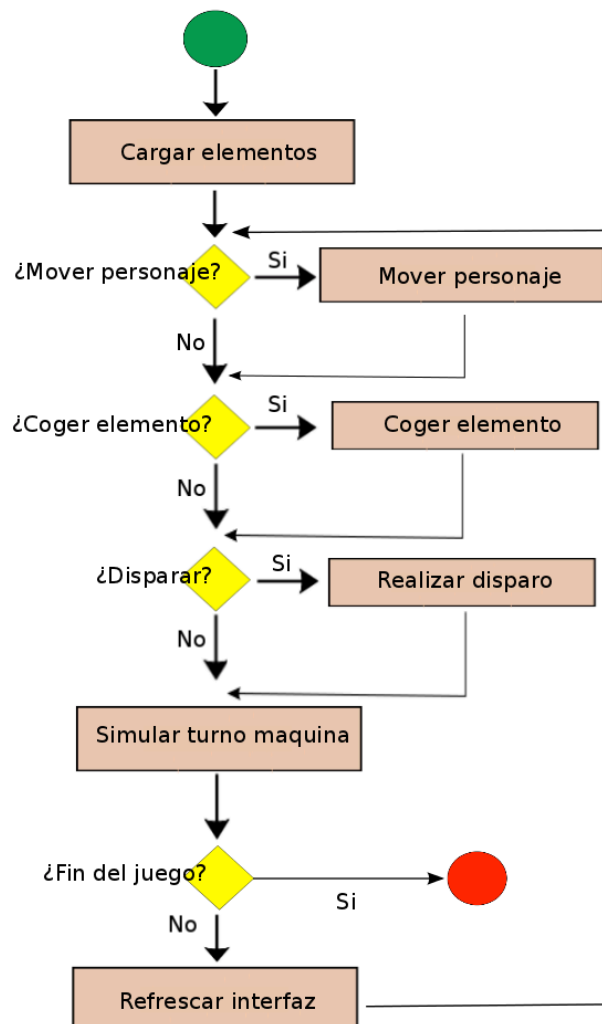 Cargar elementos
¿Mover personaje?
Si
Mover personaje
No
¿Coger elemento?
Si
Coger elemento
No
¿Disparar?
Si
Realizar disparo
No
Simular turno maquina
¿Fin del juego?
Si
No
Refrescar interfaz